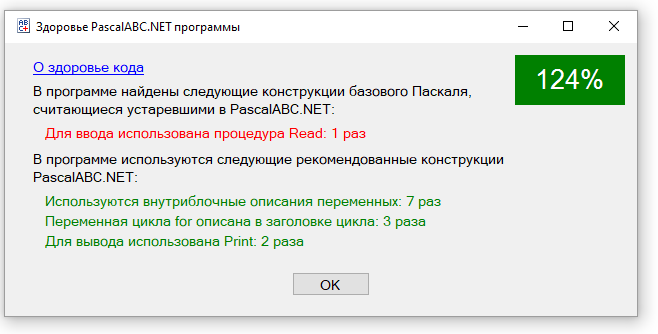 Здоровье PascalABC.NET программы
О здоровье кода
124%
В программе найдены следующие конструкции базового Паскаля,
считающиеся устаревшими в PascalABC.NET:
Для ввода использована процедура Read: 1 раз
В программе используются следующие рекомендованные конструкции
PascalABC.NET:
Используются внутриблочные описания переменных: 7 раз
Переменная цикла for описана в заголовке цикла: 3 раза
Для вывода использована Print: 2 раза
OK